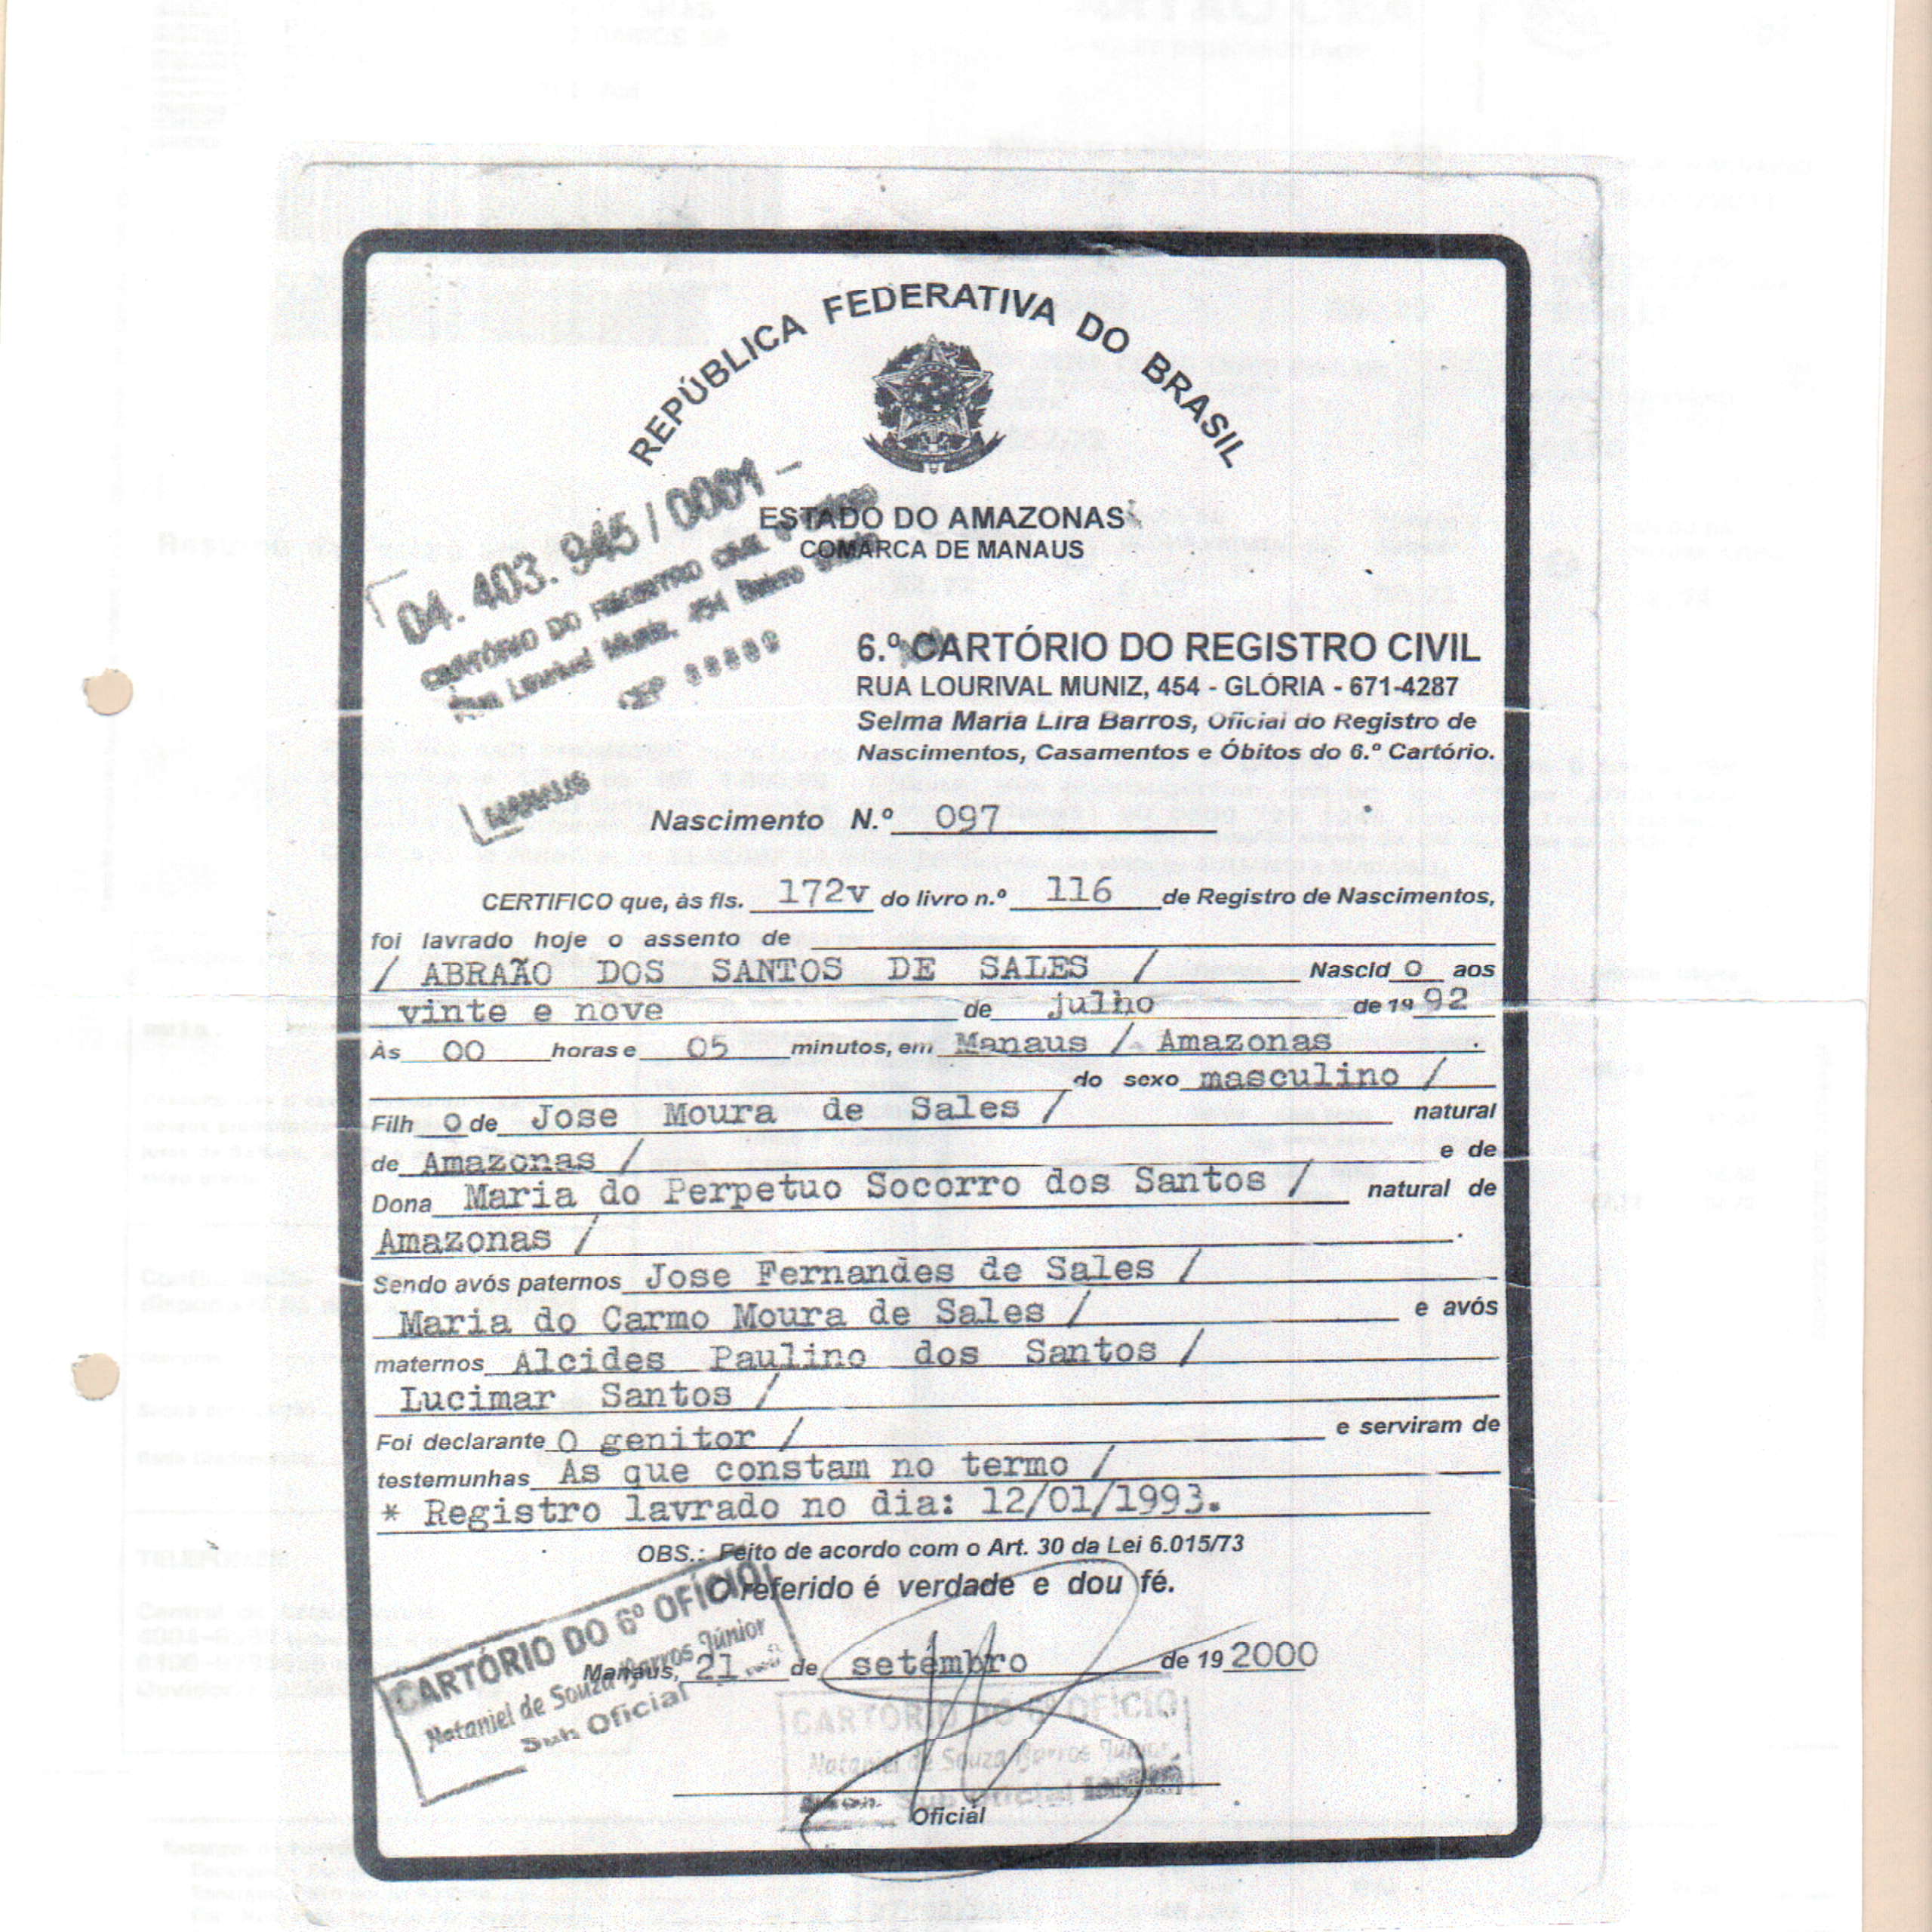 REPÚBLICA FEDERATIVA DO BRASIL
ESTADO DO AMAZONAS
COMARCA DE MANAUS
04. 403. 945 / 0001 -
CARTÓRIO DO REGISTRO CIVIL
Rua Lourival Muniz, 454 Bairro
CEP
MANAUS
6.º CARTÓRIO DO REGISTRO CIVIL
RUA LOURIVAL MUNIZ, 454 - GLÓRIA - 671-4287
Selma Maria Lira Barros, Oficial do Registro de
Nascimentos, Casamentos e Óbitos do 6.º Cartório.
Nascimento N.º 097
CERTIFICO que, às fls. 172v do livro n.º 116 de Registro de Nascimentos,
foi lavrado hoje o assento de
/ ABRAÃO DOS SANTOS DE SALES / Nascid o aos
vinte e nove de julho de 19 92
Às 00 horas e 05 minutos, em Manaus / Amazonas .
do sexo masculino /
Filh o de Jose Moura de Sales / natural
de Amazonas / e de
Dona Maria do Perpetuo Socorro dos Santos / natural de
Amazonas / .
Sendo avós paternos Jose Fernandes de Sales /
Maria do Carmo Moura de Sales / e avós
maternos Alcides Paulino dos Santos /
Lucimar Santos /
Foi declarante O genitor / e serviram de
testemunhas As que constam no termo /
* Registro lavrado no dia: 12/01/1993.
OBS.: Feito de acordo com o Art. 30 da Lei 6.015/73
O referido é verdade e dou fé.
Manaus, 21 de setembro de 19 2000
CARTÓRIO DO 6º OFÍCIO
Nataniel de Souza Barros Júnior
Sub Oficial
CARTÓRIO DO 6º OFÍCIO
Nataniel de Souza Barros Júnior
Sub Oficial
Oficial